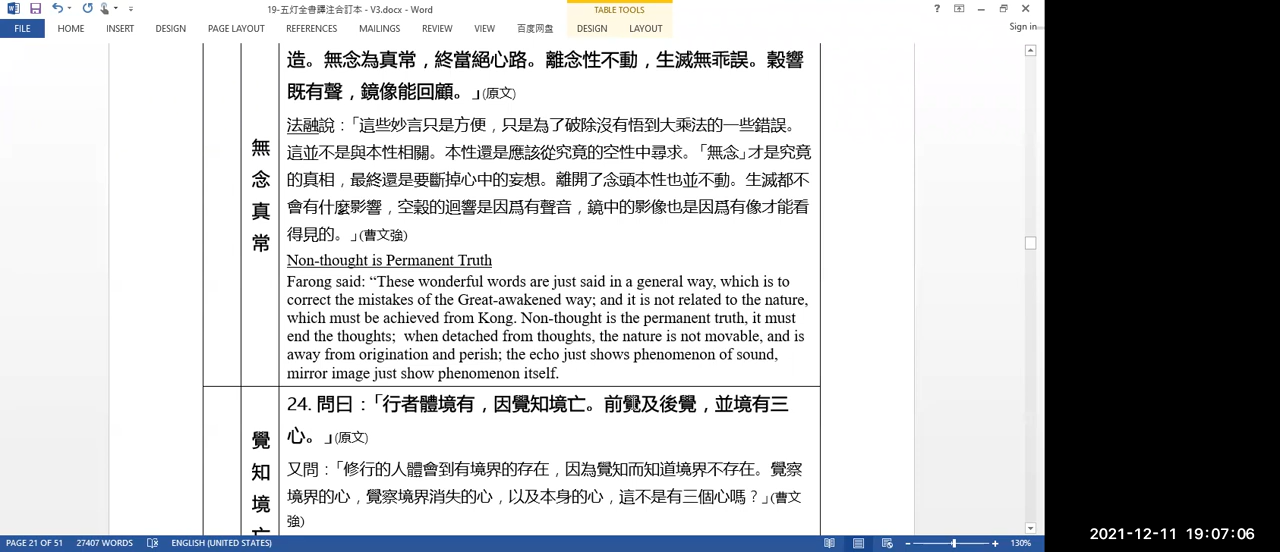 19-五灯全書譯注合訂本 - V3.docx - Word
TABLE TOOLS
?
Sign in
FILE HOME INSERT DESIGN PAGE LAYOUT REFERENCES MAILINGS REVIEW VIEW 百度网盘 DESIGN LAYOUT
造。無念為真常，終當絕心路。離念性不動，生滅無乖誤。穀響
既有聲，鏡像能回顧。」(原文)
法融說：「這些妙言只是方便，只是為了破除沒有悟到大乘法的一些錯誤。
這並不是與本性相關。本性還是應該從究竟的空性中尋求。「無念」才是究竟
的真相，最終還是要斷掉心中的妄想。離開了念頭本性也並不動。生滅都不
會有什麼影響，空穀的迴響是因爲有聲音，鏡中的影像也是因爲有像才能看
得見的。」(曹文強)
無念真常
Non-thought is Permanent Truth
Farong said: “These wonderful words are just said in a general way, which is to
correct the mistakes of the Great-awakened way; and it is not related to the nature,
which must be achieved from Kong. Non-thought is the permanent truth, it must
end the thoughts;  when detached from thoughts, the nature is not movable, and is
away from origination and perish; the echo just shows phenomenon of sound,
mirror image just show phenomenon itself.
24. 問曰：「行者體境有，因覺知境亡。前覺及後覺，並境有三
心。」(原文)
又問：「修行的人體會到有境界的存在，因為覺知而知道境界不存在。覺察
境界的心，覺察境界消失的心，以及本身的心，這不是有三個心嗎？」(曹文
強)
覺知境亡
PAGE 21 OF 51 27407 WORDS ENGLISH (UNITED STATES) 130%
2021-12-11 19:07:06